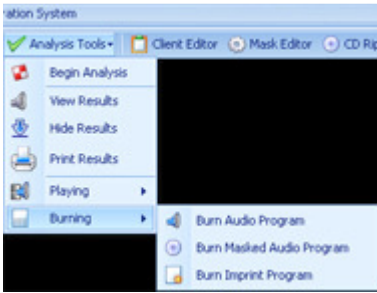 ration System
Analysis Tools Client Editor Mask Editor CD Rip
Begin Analysis
View Results
Hide Results
Print Results
Playing
Burning
Burn Audio Program
Burn Masked Audio Program
Burn Imprint Program